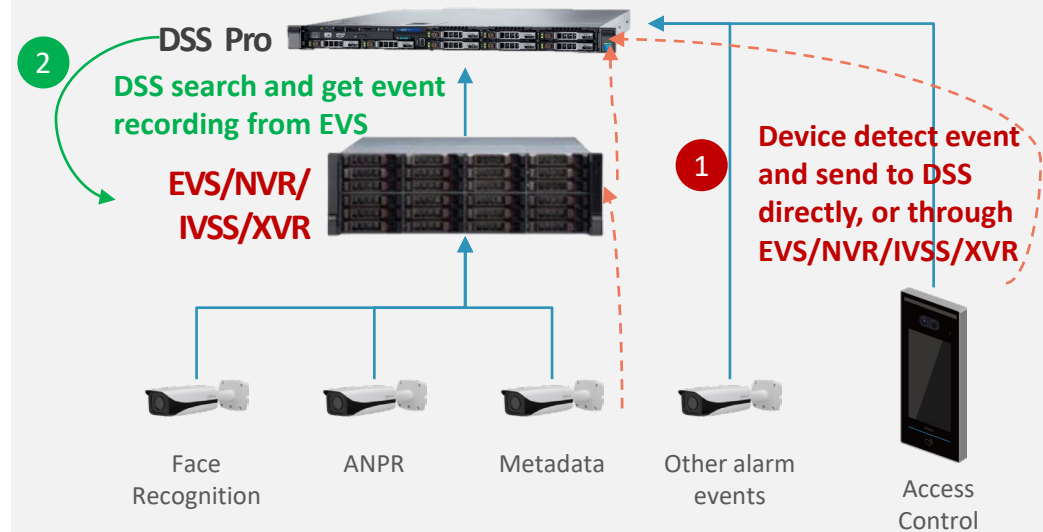 DSS Pro
2
DSS search and get event
recording from EVS
EVS/NVR/
IVSS/XVR
1
Device detect event
and send to DSS
directly, or through
EVS/NVR/IVSS/XVR
Face
Recognition
ANPR
Metadata
Other alarm
events
Access
Control